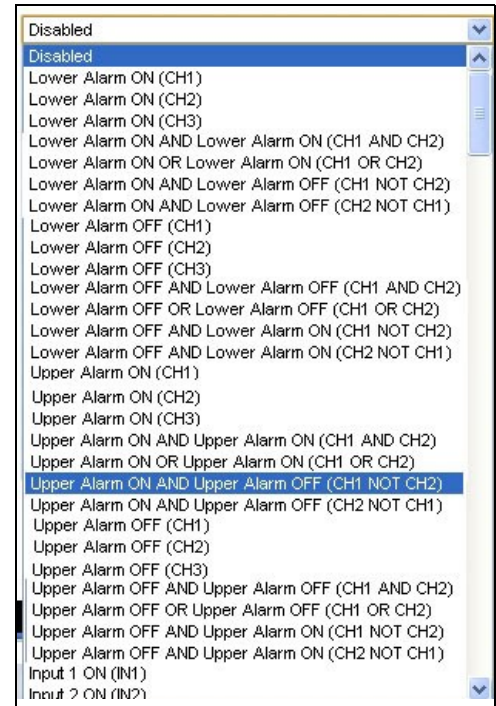 Disabled
Disabled
Lower Alarm ON (CH1)
Lower Alarm ON (CH2)
Lower Alarm ON (CH3)
Lower Alarm ON AND Lower Alarm ON (CH1 AND CH2)
Lower Alarm ON OR Lower Alarm ON (CH1 OR CH2)
Lower Alarm ON AND Lower Alarm OFF (CH1 NOT CH2)
Lower Alarm ON AND Lower Alarm OFF (CH2 NOT CH1)
Lower Alarm OFF (CH1)
Lower Alarm OFF (CH2)
Lower Alarm OFF (CH3)
Lower Alarm OFF AND Lower Alarm OFF (CH1 AND CH2)
Lower Alarm OFF OR Lower Alarm OFF (CH1 OR CH2)
Lower Alarm OFF AND Lower Alarm ON (CH1 NOT CH2)
Lower Alarm OFF AND Lower Alarm ON (CH2 NOT CH1)
Upper Alarm ON (CH1)
Upper Alarm ON (CH2)
Upper Alarm ON (CH3)
Upper Alarm ON AND Upper Alarm ON (CH1 AND CH2)
Upper Alarm ON OR Upper Alarm ON (CH1 OR CH2)
Upper Alarm ON AND Upper Alarm OFF (CH1 NOT CH2)
Upper Alarm ON AND Upper Alarm OFF (CH2 NOT CH1)
Upper Alarm OFF (CH1)
Upper Alarm OFF (CH2)
Upper Alarm OFF (CH3)
Upper Alarm OFF AND Upper Alarm OFF (CH1 AND CH2)
Upper Alarm OFF OR Upper Alarm OFF (CH1 OR CH2)
Upper Alarm OFF AND Upper Alarm ON (CH1 NOT CH2)
Upper Alarm OFF AND Upper Alarm ON (CH2 NOT CH1)
Input 1 ON (IN1)
Input 2 ON (IN2)